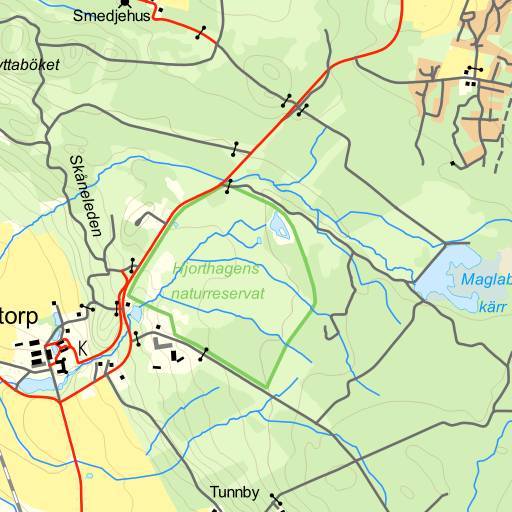 Smedjehus
yttaböket
Skåneleden
Hjorthagens
naturreservat
Maglab
kärr
torp
K
Tunnby